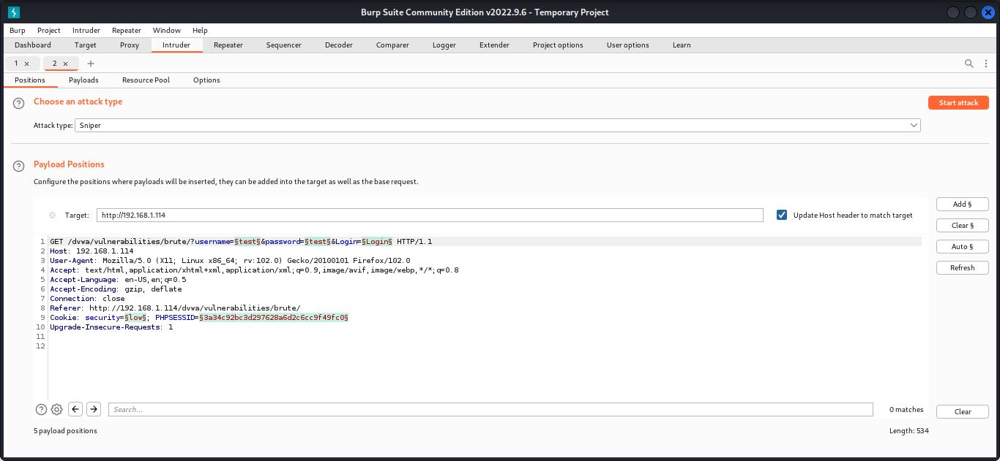 Burp Suite Community Edition v2022.9.6 - Temporary Project
Burp Project Intruder Repeater Window Help
Dashboard Target Proxy Intruder Repeater Sequencer Decoder Comparer Logger Extender Project options User options Learn
1 × 2 × +
Positions Payloads Resource Pool Options
? Choose an attack type Start attack
Attack type: Sniper
? Payload Positions
Configure the positions where payloads will be inserted, they can be added into the target as well as the base request.
Add §
Target: http://192.168.1.114 Update Host header to match target
Clear §
1 GET /dvwa/vulnerabilities/brute/?username=§test§&password=§test§&Login=§Login§ HTTP/1.1
Auto §
2 Host: 192.168.1.114
3 User-Agent: Mozilla/5.0 (X11; Linux x86_64; rv:102.0) Gecko/20100101 Firefox/102.0
Refresh
4 Accept: text/html,application/xhtml+xml,application/xml;q=0.9,image/avif,image/webp,*/*;q=0.8
5 Accept-Language: en-US,en;q=0.5
6 Accept-Encoding: gzip, deflate
7 Connection: close
8 Referer: http://192.168.1.114/dvwa/vulnerabilities/brute/
9 Cookie: security=§low§; PHPSESSID=§3a34c92bc3d297628a6d2c6cc9f49fc0§
10 Upgrade-Insecure-Requests: 1
11
12
? Search... 0 matches Clear
5 payload positions Length: 534